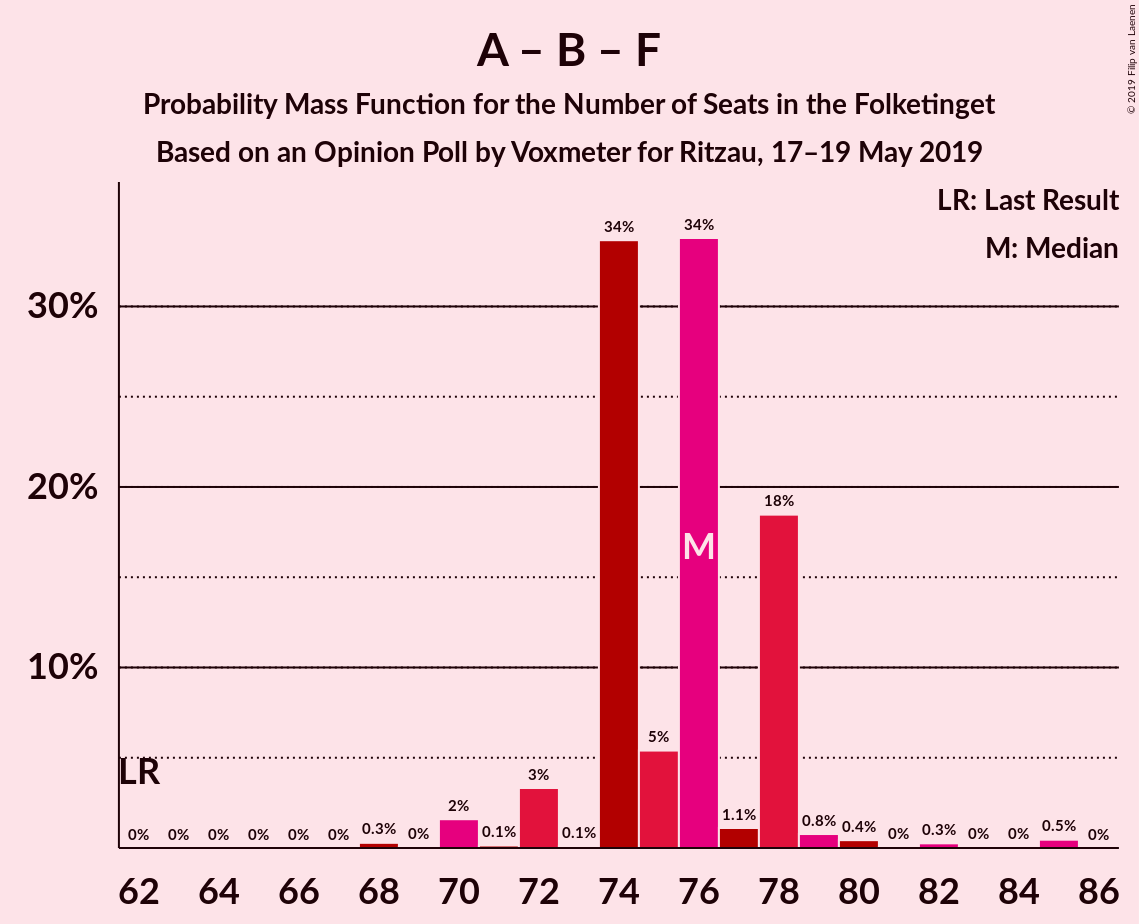 A – B – F
Probability Mass Function for the Number of Seats in the Folketinget
Based on an Opinion Poll by Voxmeter for Ritzau, 17–19 May 2019
© 2019 Filip van Laenen
LR: Last Result
M: Median
34% 34%
30%
20%
18%
M
10%
5%
LR
3%
2%
0% 0% 0% 0% 0% 0% 0.3% 0% 0.1% 0.1% 1.1% 0.8% 0.4% 0% 0.3% 0% 0% 0.5% 0%
62 64 66 68 70 72 74 76 78 80 82 84 86